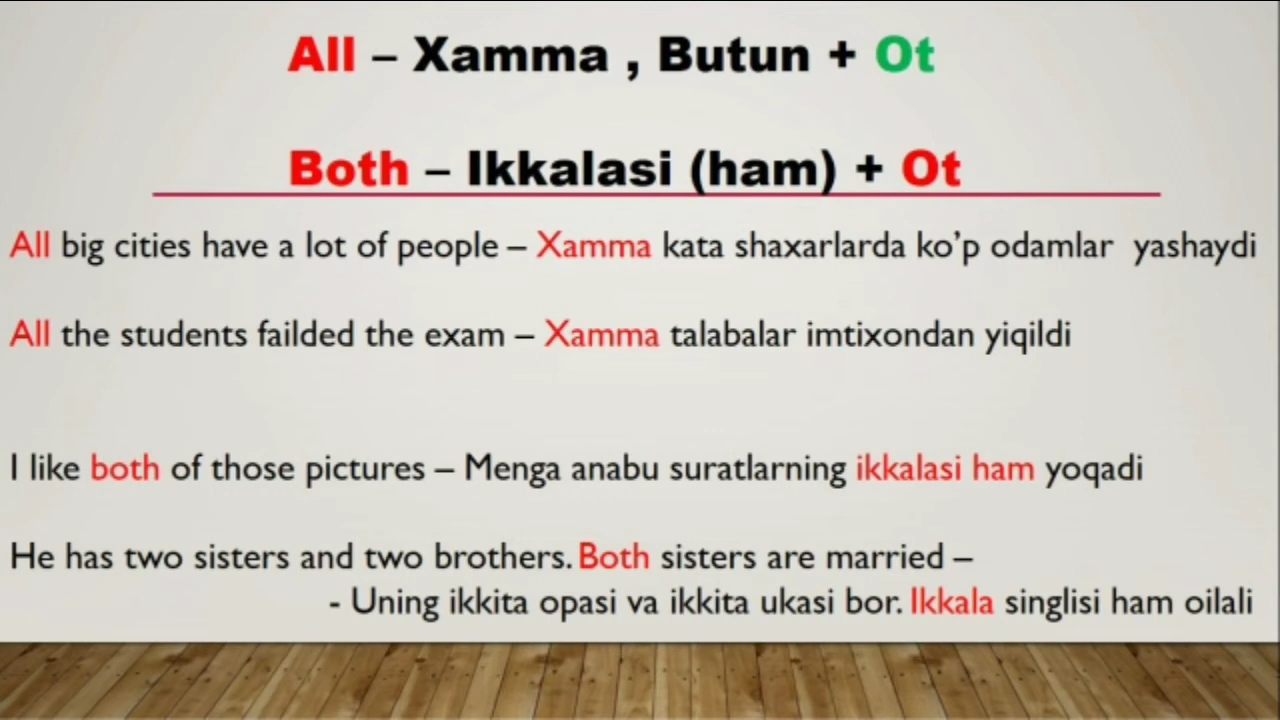 All – Xamma , Butun + Ot
Both – Ikkalasi (ham) + Ot
All big cities have a lot of people – Xamma kata shaxarlarda ko’p odamlar yashaydi
All the students failded the exam – Xamma talabalar imtixondan yiqildi
I like both of those pictures – Menga anabu suratlarning ikkalasi ham yoqadi
He has two sisters and two brothers. Both sisters are married –
- Uning ikkita opasi va ikkita ukasi bor. Ikkala singlisi ham oilali